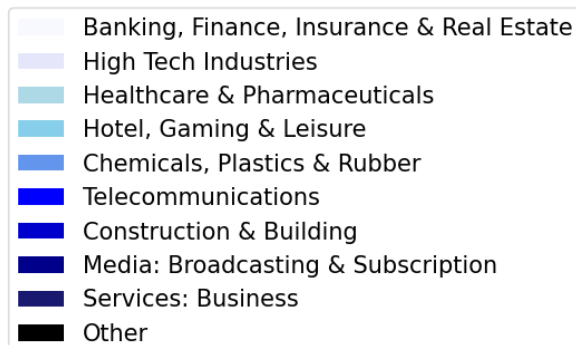 Banking, Finance, Insurance & Real Estate
High Tech Industries
Healthcare & Pharmaceuticals
Hotel, Gaming & Leisure
Chemicals, Plastics & Rubber
Telecommunications
Construction & Building
Media: Broadcasting & Subscription
Services: Business
Other